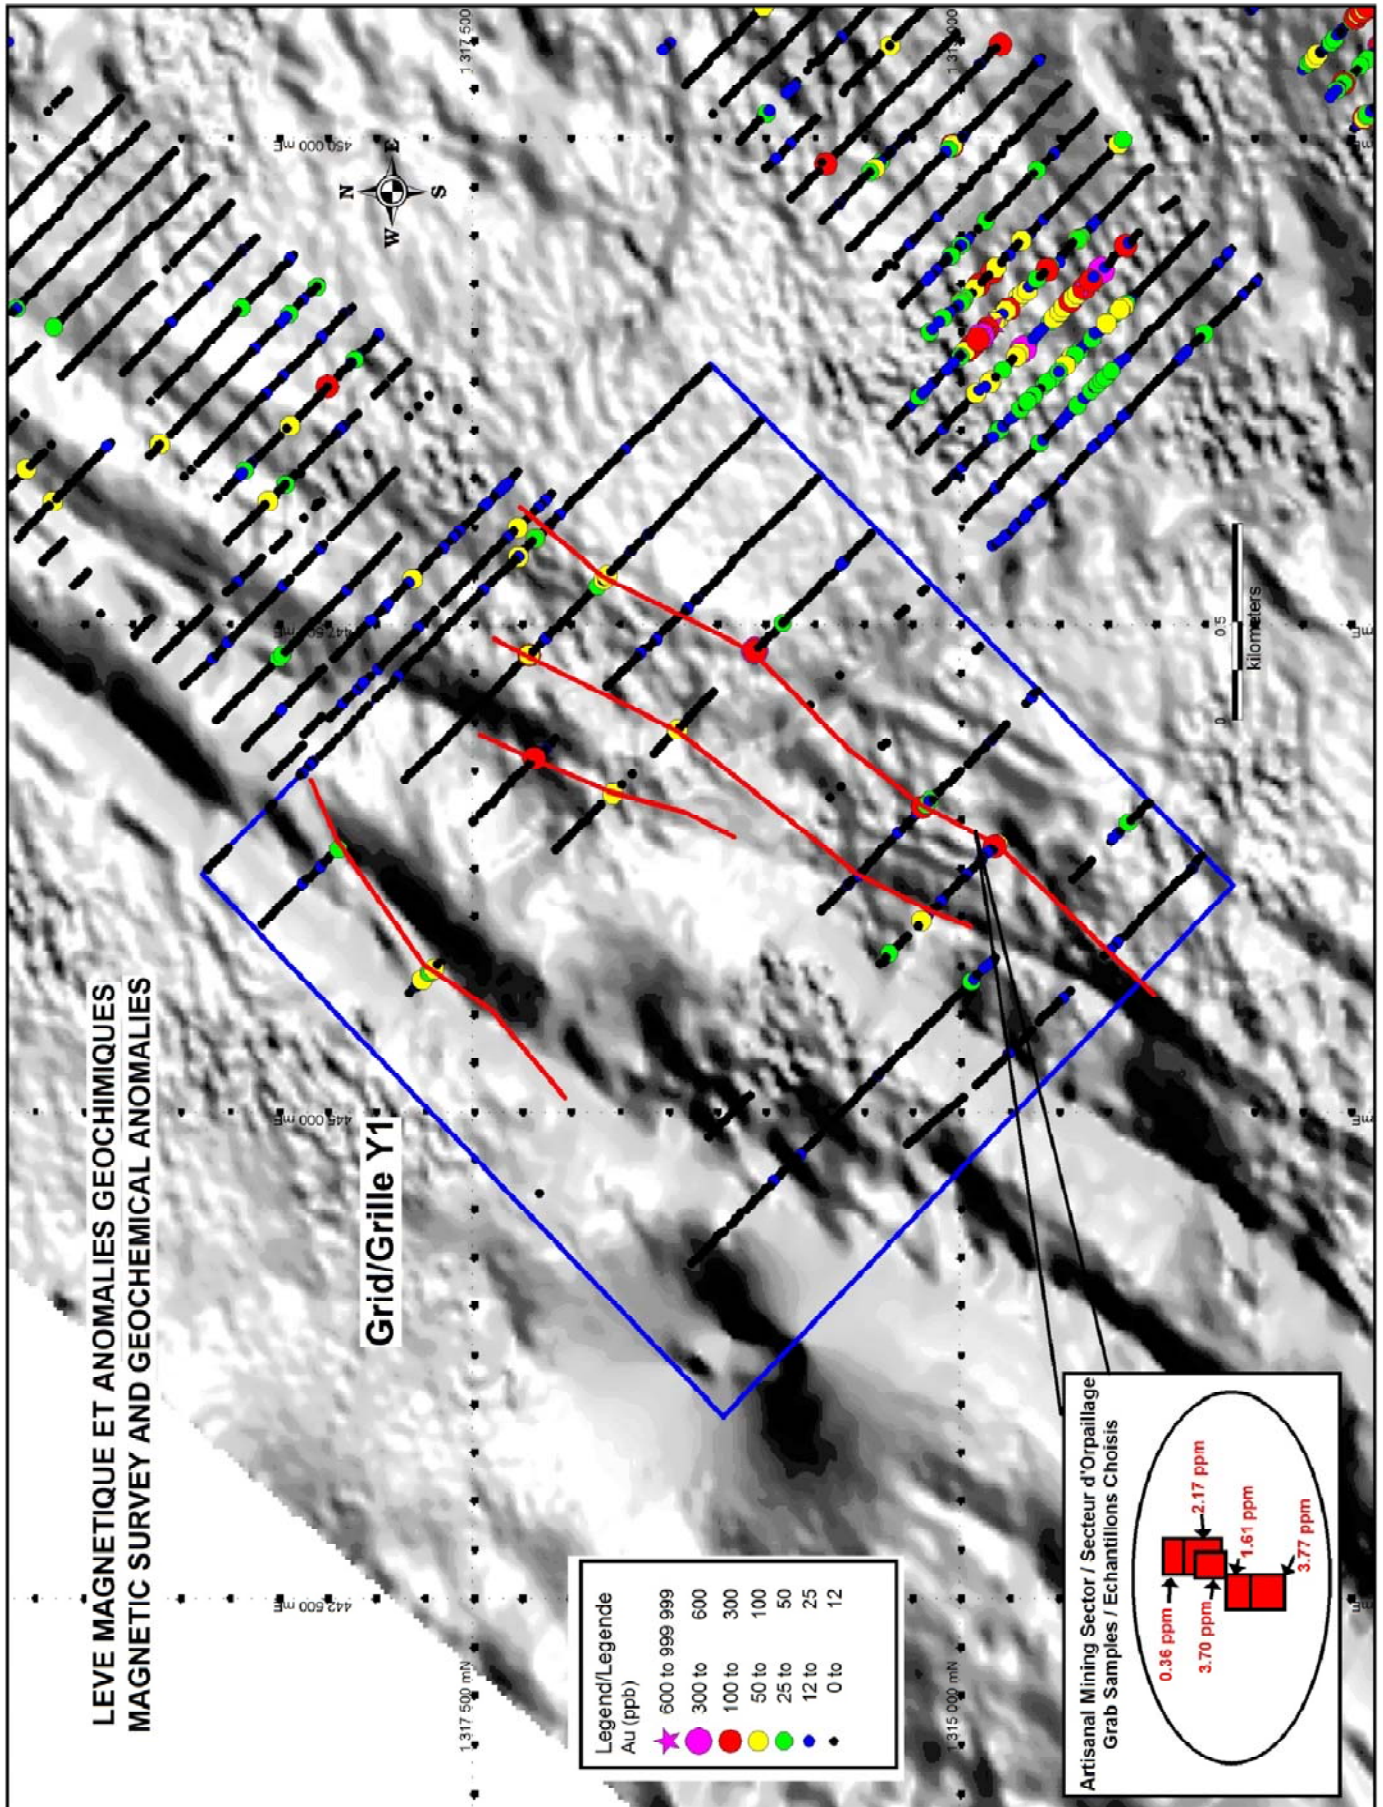 LEVE MAGNETIQUE ET ANOMALIES GEOCHIMIQUES
MAGNETIC SURVEY AND GEOCHEMICAL ANOMALIES
Grid/Grille Y1
N
W
E
S
442 500 mE
445 000 mE
450 000 mE
1 317 500 mN
1 315 000 mN
1 317 500
0
0.5
kilometers
Legend/Legende
Au (ppb)
600 to 999 999
300 to 600
100 to 300
50 to 100
25 to 50
12 to 25
0 to 12
Artisanal Mining Sector / Secteur d'Orpaillage
Grab Samples / Echantillons Choisis
0.36 ppm
3.70 ppm
2.17 ppm
1.61 ppm
3.77 ppm